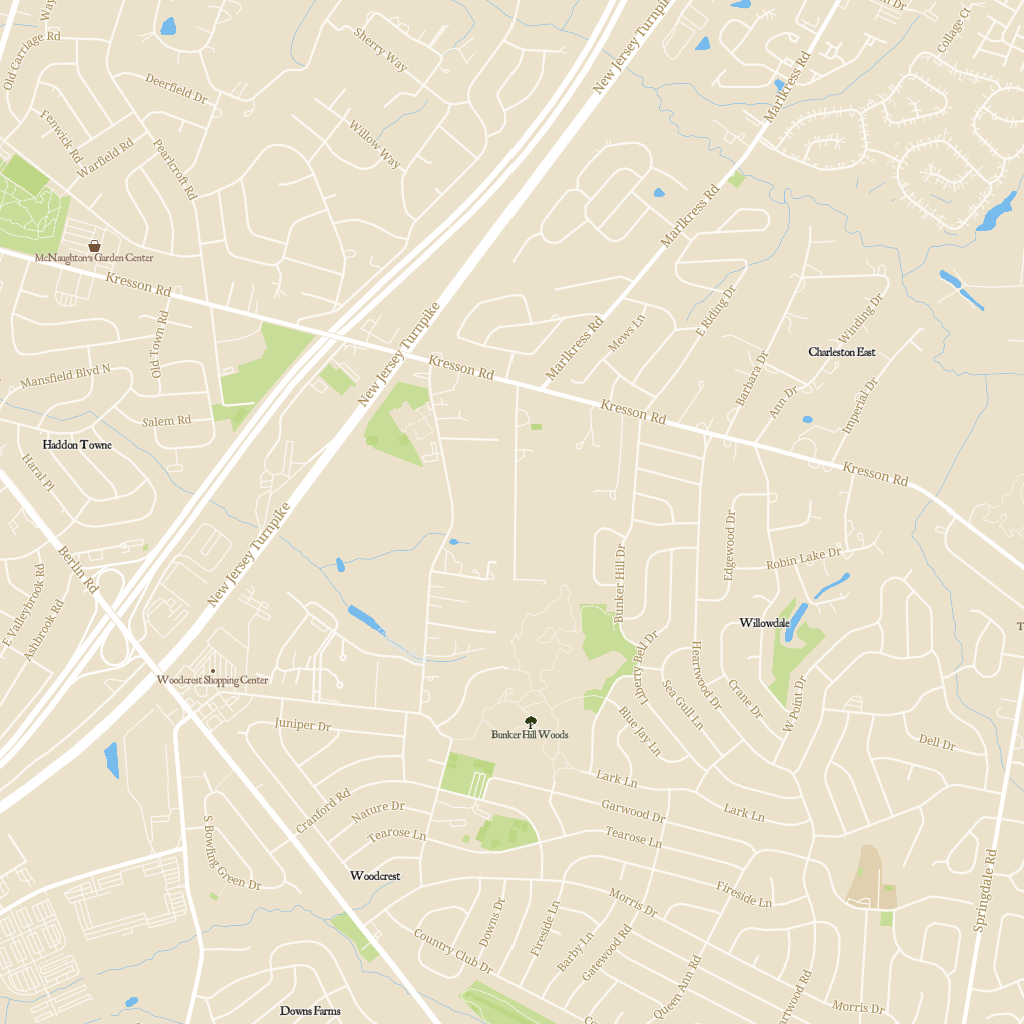 Way
Old Carriage Rd
Deerfield Dr
Sherry Way
New Jersey Turnpike
Collage Ct
Marlkress Rd
Fenwick Rd
Warfield Rd
Pearlcroft Rd
Willow Way
Marlkress Rd
McNaughton's Garden Center
Kresson Rd
E Riding Dr
Winding Dr
Old Town Rd
Mews Ln
Marlkress Rd
New Jersey Turnpike
Charleston East
Kresson Rd
Mansfield Blvd N
Barbara Dr
Ann Dr
Imperial Dr
Salem Rd
Kresson Rd
Haddon Towne
Haral Pl
Kresson Rd
New Jersey Turnpike
Edgewood Dr
Robin Lake Dr
Berlin Rd
Bunker Hill Dr
E Valleybrook Rd
Ashbrook Rd
Willowdale
T
Liberty Bell Dr
Heartwood Dr
Woodcrest Shopping Center
Sea Gull Ln
Crane Dr
W Point Dr
Juniper Dr
Bunker Hill Woods
Blue Jay Ln
Dell Dr
Lark Ln
Lark Ln
Cranford Rd
Nature Dr
Garwood Dr
Tearose Ln
Tearose Ln
S Bowling Green Dr
Woodcrest
Springdale Rd
Fireside Ln
Morris Dr
Downs Dr
Fireside Ln
Country Club Dr
Barby Ln
Gatewood Rd
Queen Ann Rd
artwood Rd
Morris Dr
Downs Farms